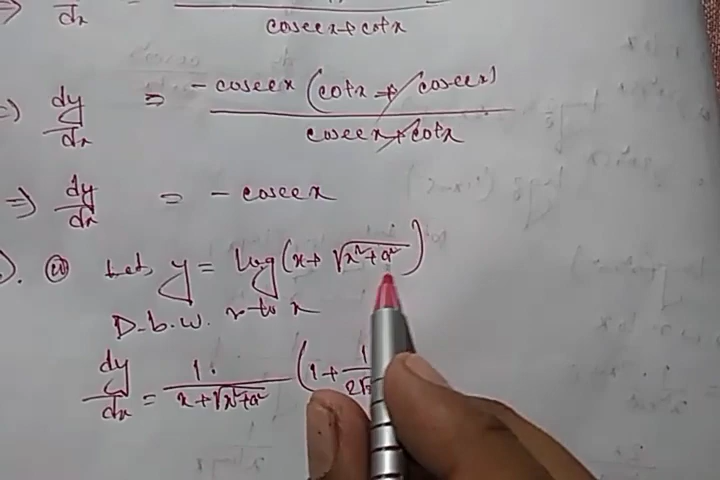 ⇒ dy/dx = ———/cosecx + cotx
⇒ dy/dx = -cosecx (cotx + cosecx)/cosecx + cotx
⇒ dy/dx = - cosecx
Let, y = log(x + √x²+a²)
D.b.w. r to x
dy/dx = 1/x+√x²+a² (1 + 1/2√